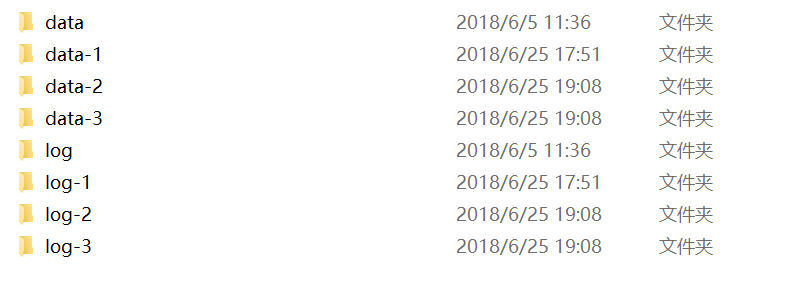 data 2018/6/5 11:36 文件夹
data-1 2018/6/25 17:51 文件夹
data-2 2018/6/25 19:08 文件夹
data-3 2018/6/25 19:08 文件夹
log 2018/6/5 11:36 文件夹
log-1 2018/6/25 17:51 文件夹
log-2 2018/6/25 19:08 文件夹
log-3 2018/6/25 19:08 文件夹